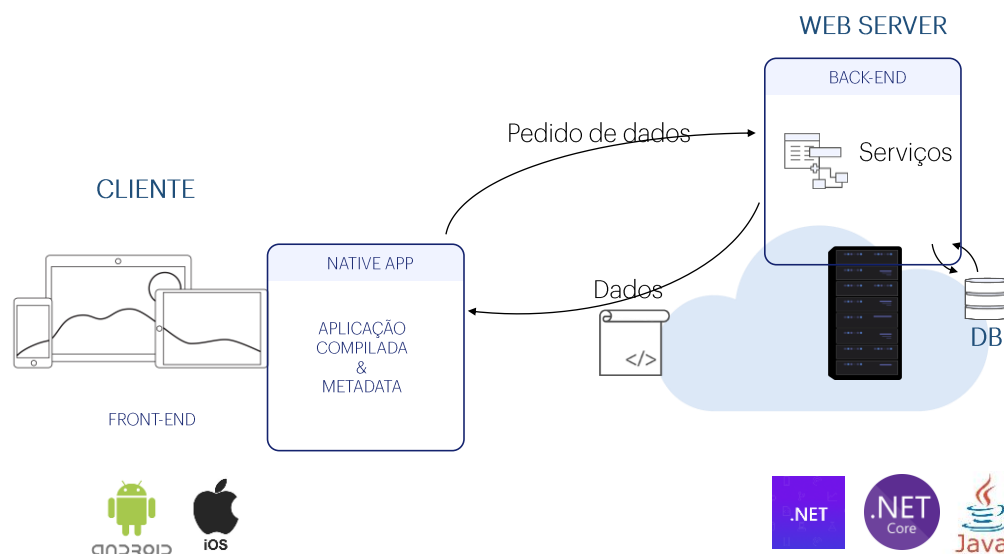 WEB SERVER
BACK-END
Pedido de dados
Serviços
CLIENTE
NATIVE APP
Dados
APLICAÇÃO
COMPILADA
&
METADATA
</>
DB
FRONT-END
.NET
.NET
Core
Java
ANDROID
iOS